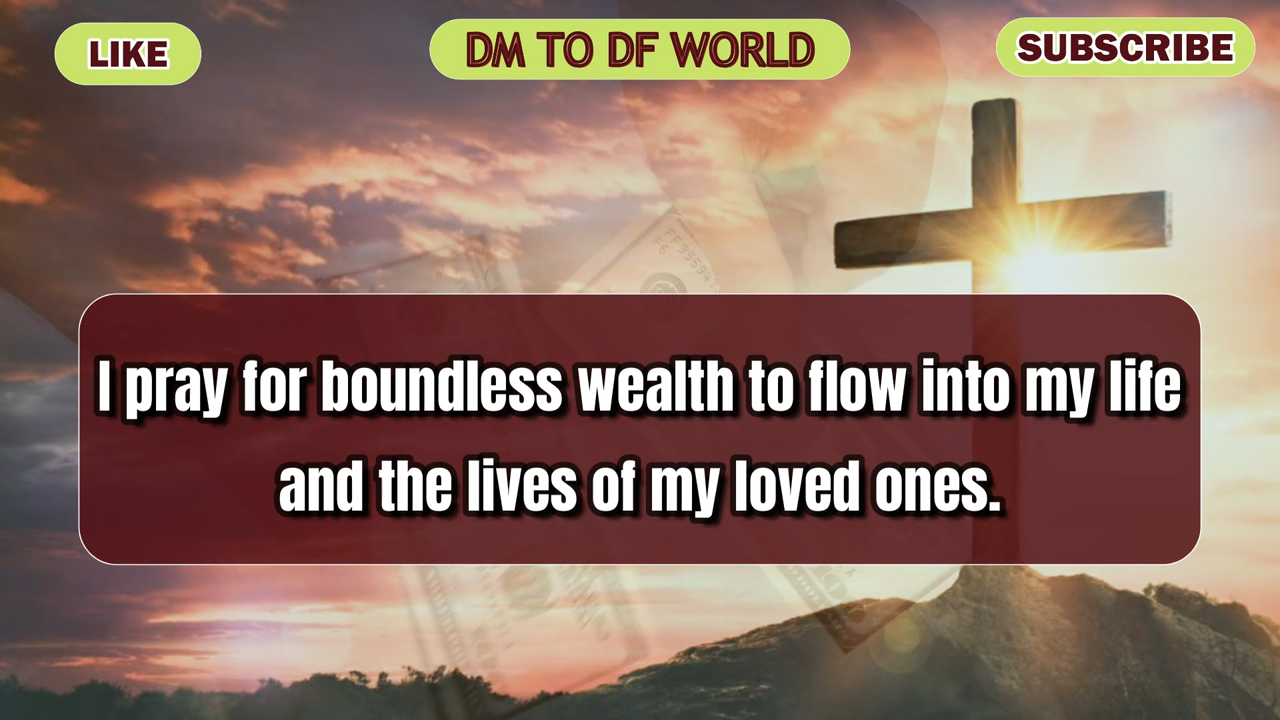 LIKE
DM TO DF WORLD
SUBSCRIBE
I pray for boundless wealth to flow into my life
and the lives of my loved ones.